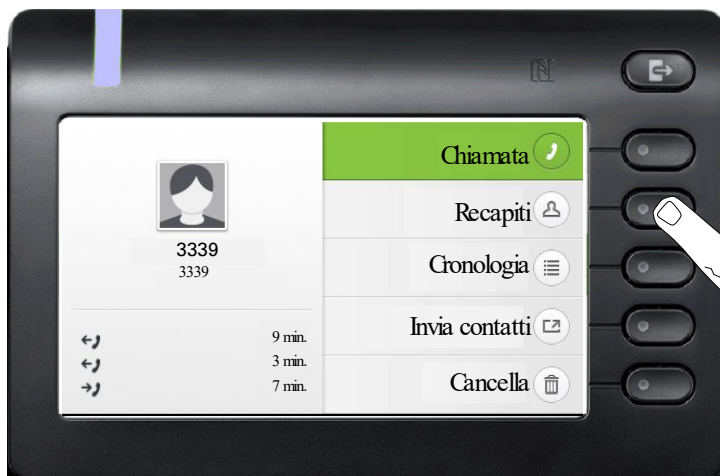 Chiamata
Recapiti
3339
3339
Cronologia
Invia contatti
9 min.
3 min.
7 min.
Cancella